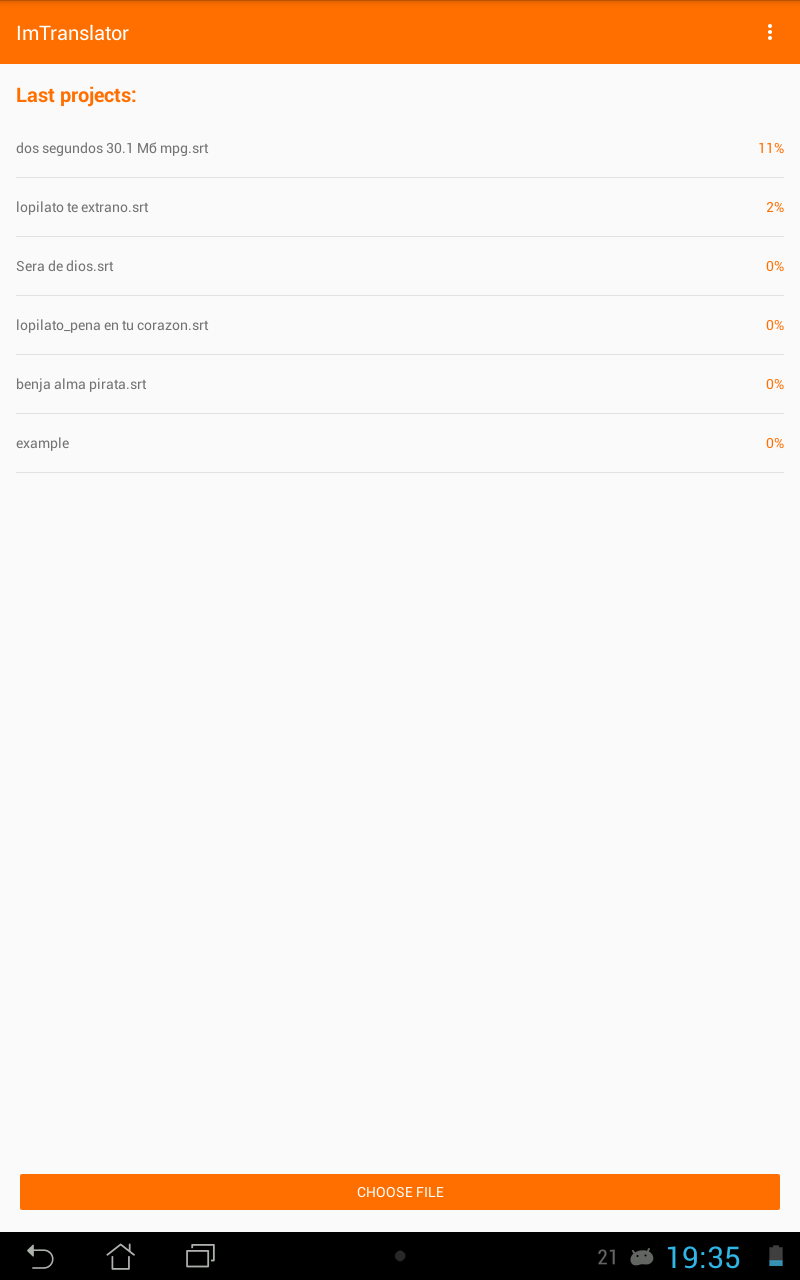 ImTranslator
Last projects:
dos segundos 30.1 Мб mpg.srt 11%
lopilato te extrano.srt 2%
Sera de dios.srt 0%
lopilato_pena en tu corazon.srt 0%
benja alma pirata.srt 0%
example 0%
CHOOSE FILE
21 19:35